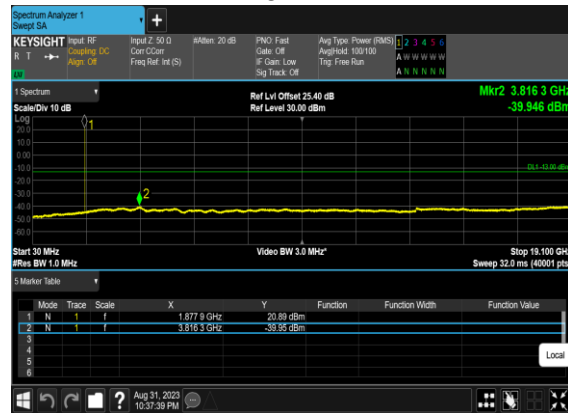 Spectrum Analyzer 1
Swept SA
+
KEYSIGHT Input: RF Input Z: 50 Ω #Atten: 20 dB PNO: Fast Avg Type: Power (RMS) 1 2 3 4 5 6
R T Coupling: DC Corr CCorr Gate: Off Avg|Hold: 100/100 A W W W W W
Align: Off Freq Ref: Int (S) IF Gain: Low Trig: Free Run
Sig Track: Off A N N N N N
1 Spectrum Ref Lvl Offset 25.40 dB Mkr2 3.816 3 GHz
Scale/Div 10 dB Ref Level 30.00 dBm -39.946 dBm
Log
1
20.0
10.0
0.00
-10.0
DL1 -13.00 dBm
-20.0
-30.0
2
-40.0
-50.0
-60.0
Start 30 MHz Video BW 3.0 MHz* Stop 19.100 GHz
#Res BW 1.0 MHz Sweep 32.0 ms (40001 pts)
5 Marker Table
Mode Trace Scale X Y Function Function Width Function Value
1 N 1 f 1.877 9 GHz 20.89 dBm
2 N 1 f 3.816 3 GHz -39.95 dBm
3
4
5
6
Local
? Aug 31, 2023
10:37:39 PM